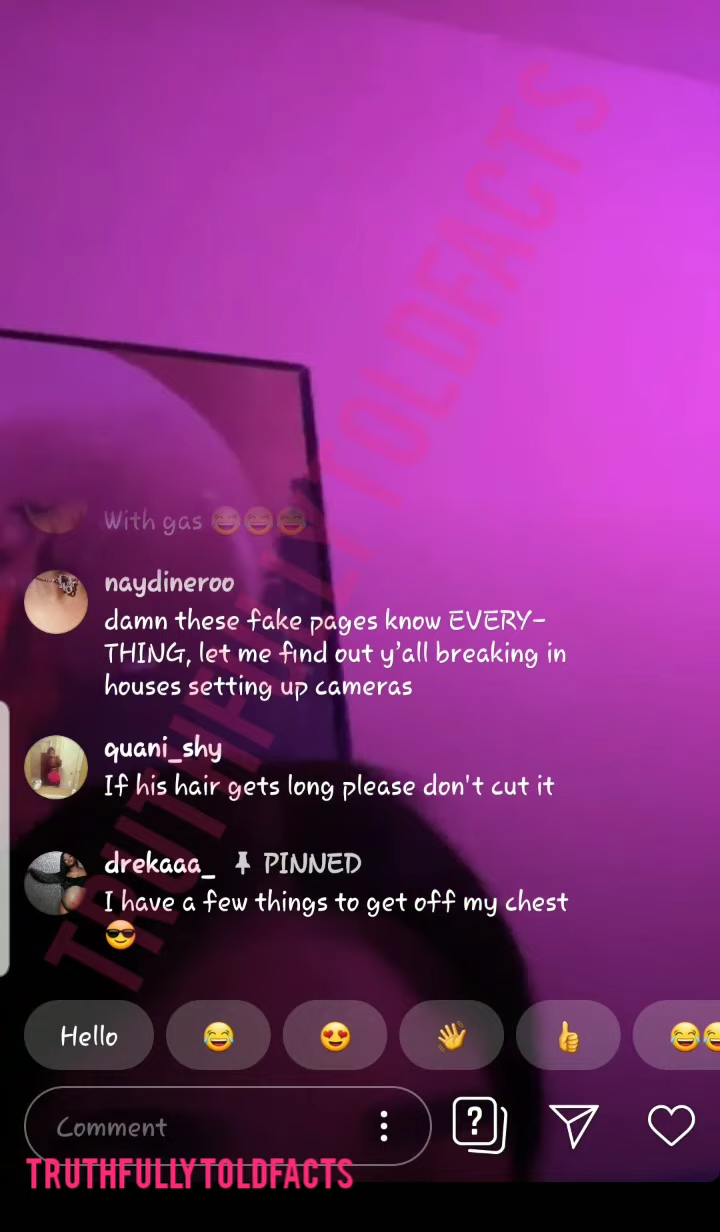 TRUTHFULLYTOLDFACTS
With gas 😂😂😂
naydineroo
damn these fake pages know EVERY-
THING, let me find out y'all breaking in
houses setting up cameras
quani_shy
If his hair gets long please don't cut it
drekaaa_ PINNED
I have a few things to get off my chest
😎
Hello 😂 😍 👋 👍 😂😂
Comment
TRUTHFULLYTOLDFACTS